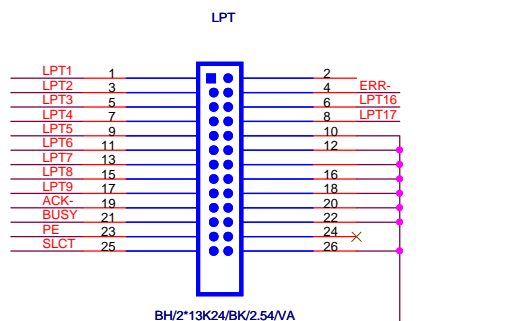 LPT
LPT1 1 2
LPT2 3 4 ERR-
LPT3 5 6 LPT16
LPT4 7 8 LPT17
LPT5 9 10
LPT6 11 12
LPT7 13
LPT8 15 16
LPT9 17 18
ACK- 19 20
BUSY 21 22
PE 23 24
SLCT 25 26
BH/2*13K24/BK/2.54/VA